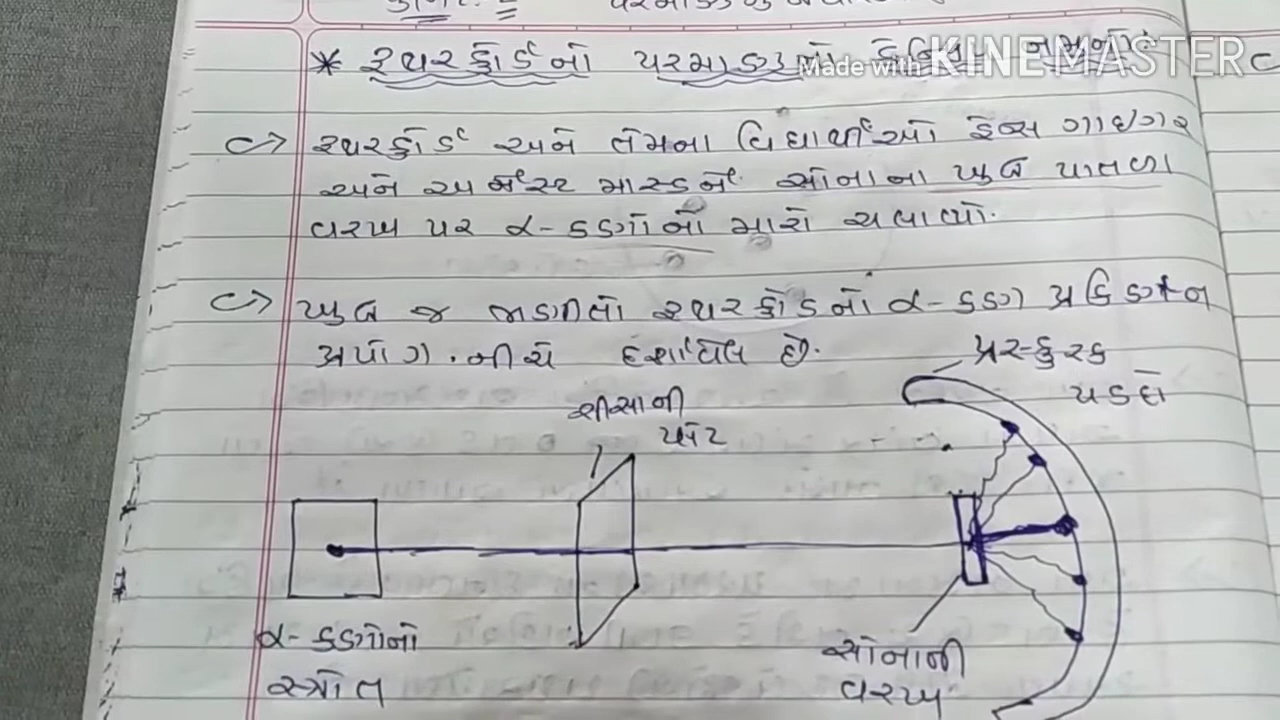 * રૂથરફૉર્ડનો પરમાણુનો
Made with KINEMASTER
રૂથરફૉર્ડ અને તેમના વિદ્યાર્થીઓ હેન્સ ગાઇગર
અને અર્નેસ્ટ માર્સ્ડને સોનાના ખુબ પાતળા
વરખ પર α-કણોનો મારો ચલાવ્યો.
ખુબ જ જાણીતો રૂથરફૉર્ડનો α-કણ પ્રકિર્ણન
પ્રયોગ નીચે દર્શાવેલ છે.
પ્રસ્ફુરક
પડદો
સીસાની
પ્લેટ
α-કણોનો
સ્ત્રોત
સોનાની
વરખ